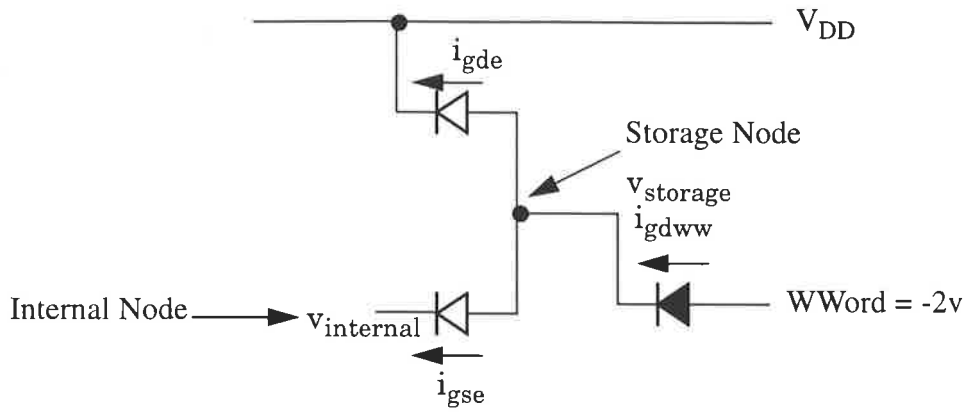 VDD
igde
Storage Node
vstorage
igdww
Internal Node
vinternal
WWord = -2v
igse